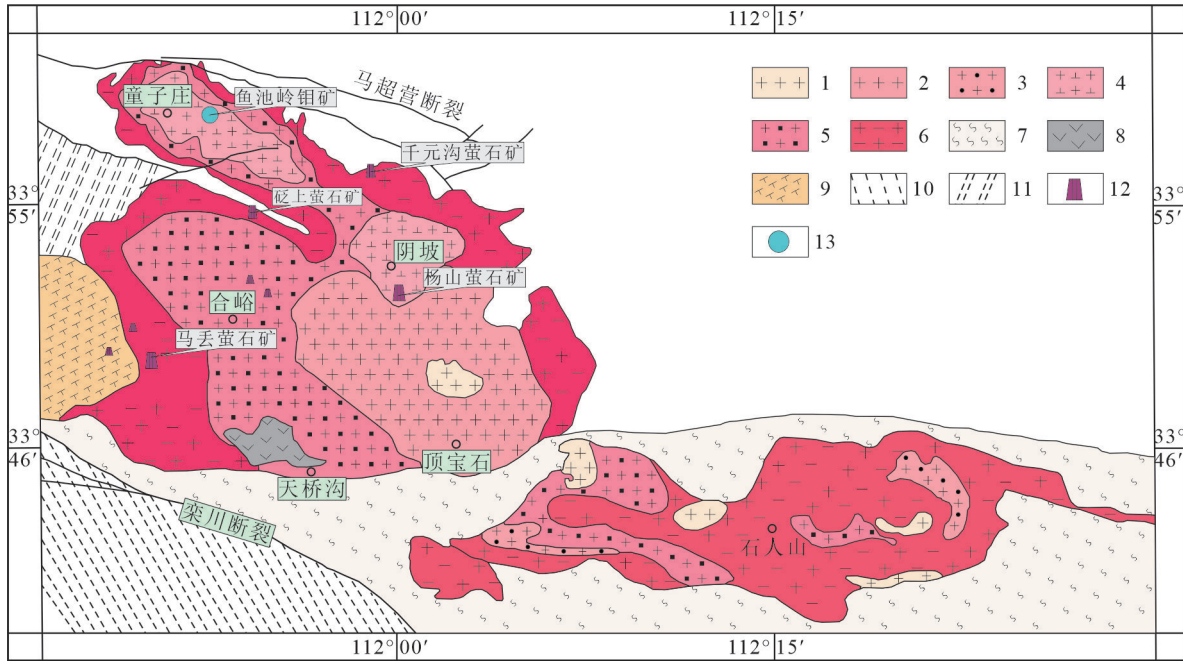 112°00′ 112°15′
童子庄
鱼池岭钼矿
马超营断裂
千元沟萤石矿
砭上萤石矿
33°
55′
33°
55′
阴坡
杨山萤石矿
合峪
马丢萤石矿
33°
46′
33°
46′
顶宝石
天桥沟
栾川断裂
石人山
1 2 3 4
5 6 7 8
9 10 11 12
13
112°00′ 112°15′